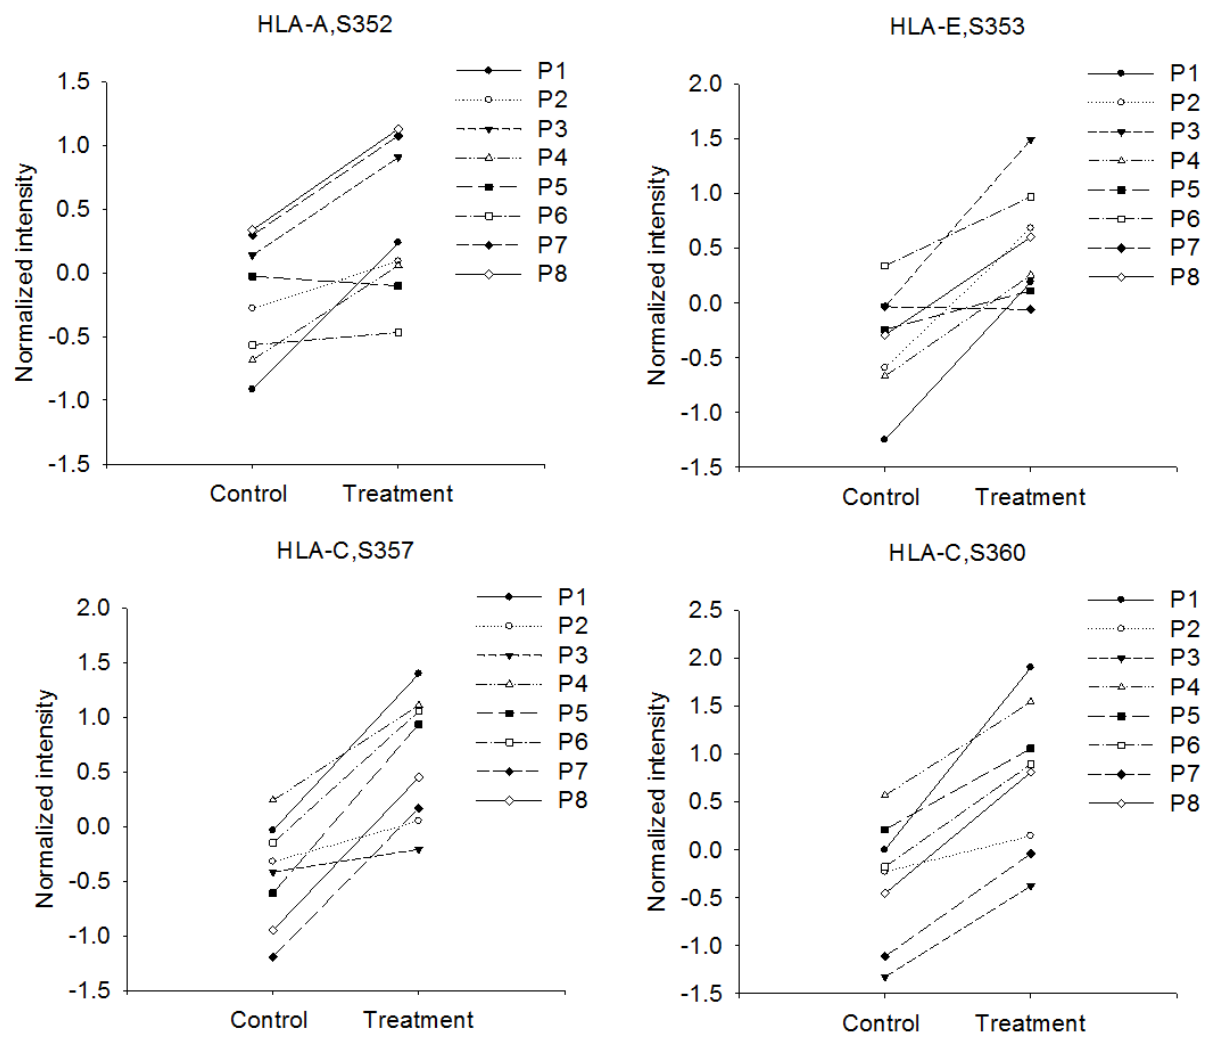 HLA-A,S352
Normalized intensity
1.5
1.0
0.5
0.0
-0.5
-1.0
-1.5
Control
Treatment
P1
P2
P3
P4
P5
P6
P7
P8
HLA-E,S353
Normalized intensity
2.0
1.5
1.0
0.5
0.0
-0.5
-1.0
-1.5
Control
Treatment
P1
P2
P3
P4
P5
P6
P7
P8
HLA-C,S357
Normalized intensity
2.0
1.5
1.0
0.5
0.0
-0.5
-1.0
-1.5
Control
Treatment
P1
P2
P3
P4
P5
P6
P7
P8
HLA-C,S360
Normalized intensity
2.5
2.0
1.5
1.0
0.5
0.0
-0.5
-1.0
-1.5
Control
Treatment
P1
P2
P3
P4
P5
P6
P7
P8